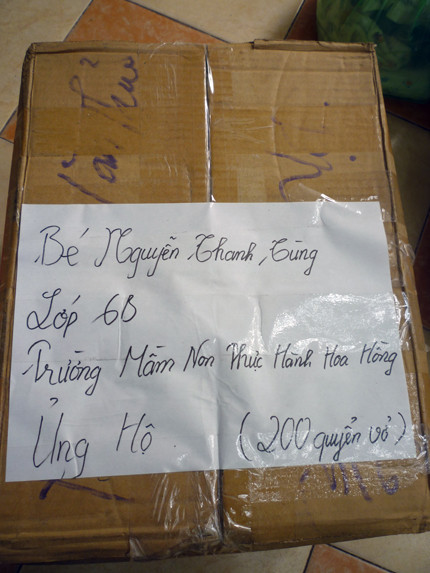 Bé Nguyễn Thanh Tùng
Lớp 6B
Trường Mầm Non Thực Hành Hoa Hồng
Ủng Hộ (200 quyển vở)